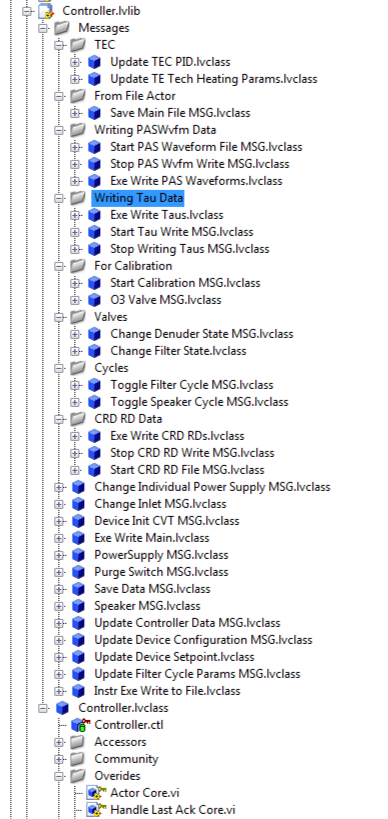 Controller.lvlib
Messages
TEC
Update TEC PID.lvclass
Update TE Tech Heating Params.lvclass
From File Actor
Save Main File MSG.lvclass
Writing PASWvfm Data
Start PAS Waveform File MSG.lvclass
Stop PAS Wvfm Write MSG.lvclass
Exe Write PAS Waveforms.lvclass
Writing Tau Data
Exe Write Taus.lvclass
Start Tau Write MSG.lvclass
Stop Writing Taus MSG.lvclass
For Calibration
Start Calibration MSG.lvclass
O3 Valve MSG.lvclass
Valves
Change Denuder State MSG.lvclass
Change Filter State.lvclass
Cycles
Toggle Filter Cycle MSG.lvclass
Toggle Speaker Cycle MSG.lvclass
CRD RD Data
Exe Write CRD RDs.lvclass
Stop CRD RD Write MSG.lvclass
Start CRD RD File MSG.lvclass
Change Individual Power Supply MSG.lvclass
Change Inlet MSG.lvclass
Device Init CVT MSG.lvclass
Exe Write Main.lvclass
PowerSupply MSG.lvclass
Purge Switch MSG.lvclass
Save Data MSG.lvclass
Speaker MSG.lvclass
Update Controller Data MSG.lvclass
Update Device Configuration MSG.lvclass
Update Device Setpoint.lvclass
Update Filter Cycle Params MSG.lvclass
Instr Exe Write to File.lvclass
Controller.lvclass
Controller.ctl
Accessors
Community
Overides
Actor Core.vi
Handle Last Ack Core.vi